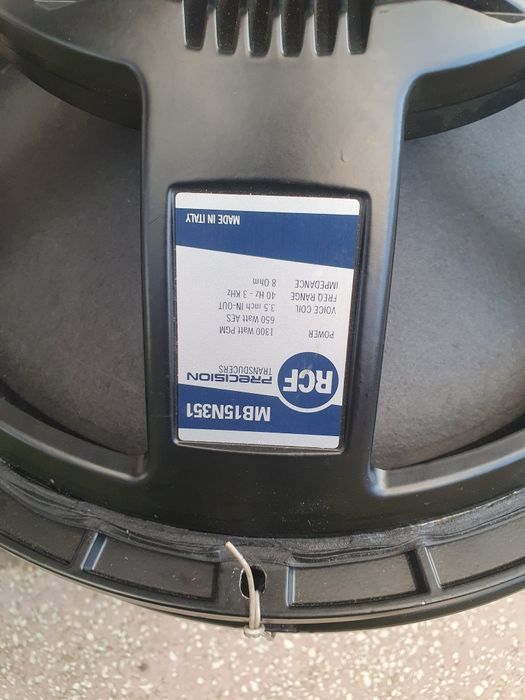 MB15N351
RCF
PRECISION
TRANSDUCERS
POWER 1300 Watt PGM
650 Watt AES
VOICE COIL 3.5 inch IN-OUT
FREQ RANGE 40 Hz - 3 KHz
IMPEDANCE 8 Ohm
MADE IN ITALY